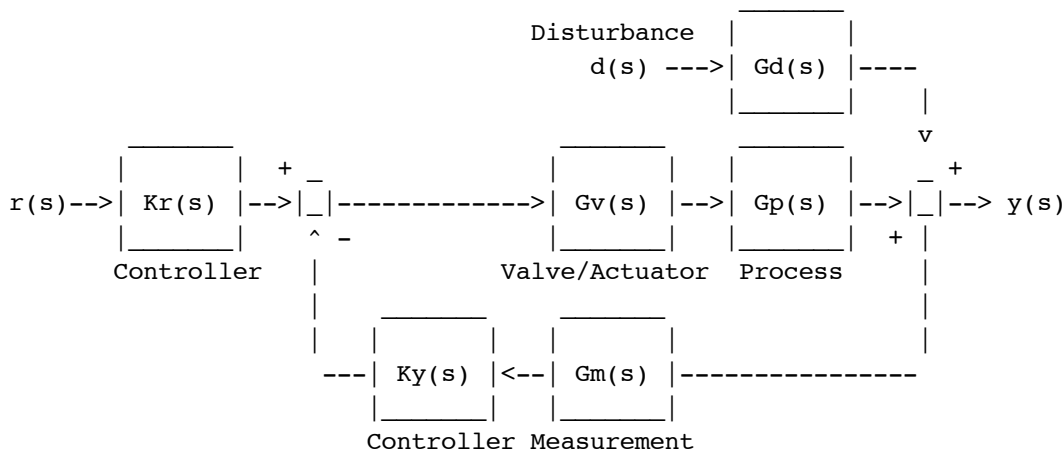 Disturbance
d(s) --->| Gd(s) |----
v
+ _ _ +
r(s)-->| Kr(s) |-->|_|------------->| Gv(s) |-->| Gp(s) |-->|_|--> y(s)
^ - +
Controller Valve/Actuator Process
---| Ky(s) |<--| Gm(s) |---------------
Controller Measurement